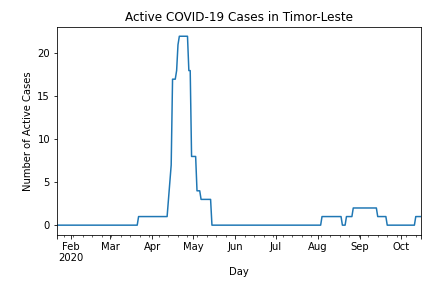 Active COVID-19 Cases in Timor-Leste
Number of Active Cases
20
15
10
5
0
Feb Mar Apr May Jun Jul Aug Sep Oct
2020
Day